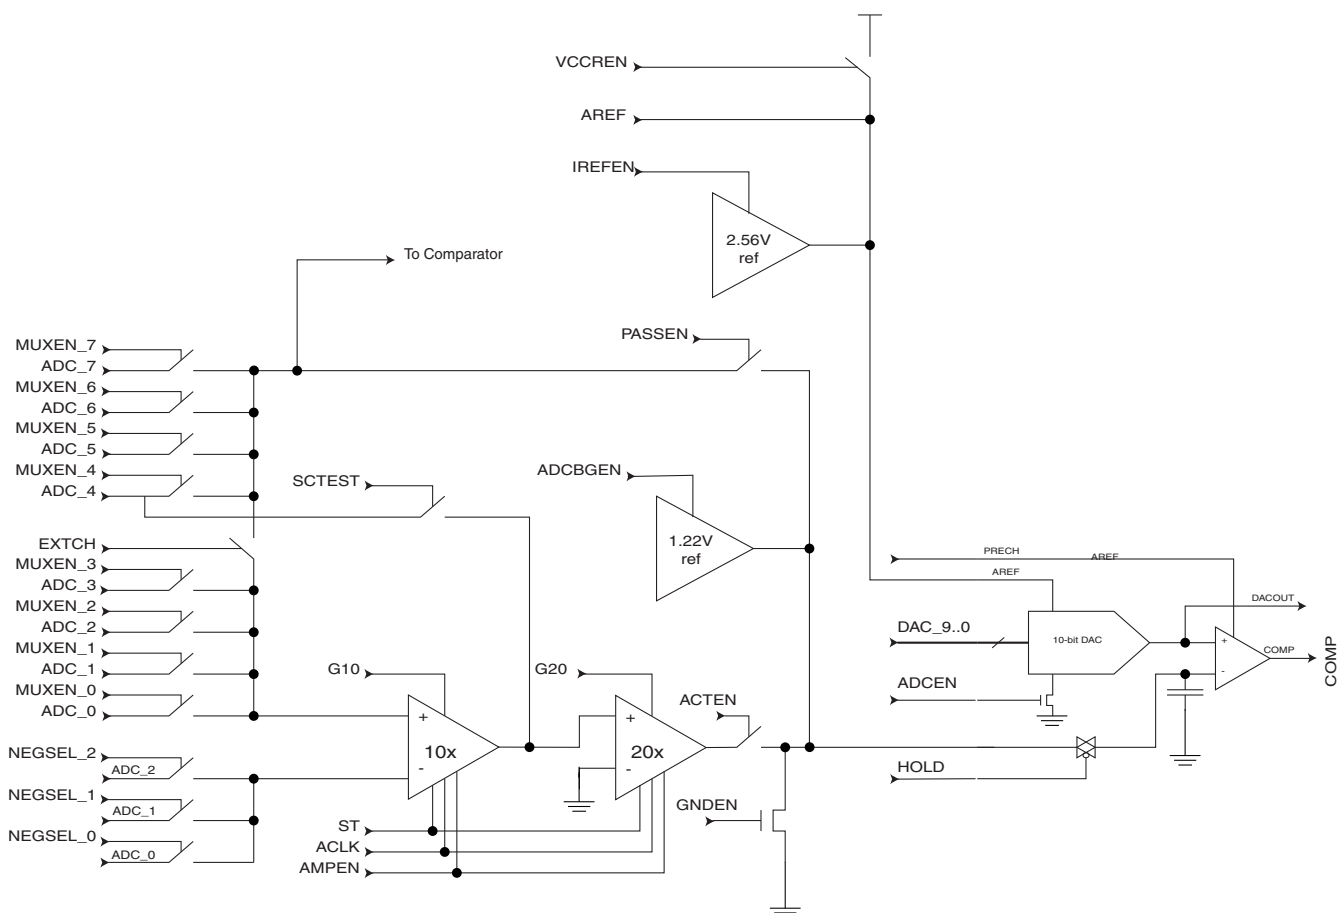 VCCREN
AREF
IREFEN
2.56V
ref
To Comparator
PASSEN
MUXEN_7
ADC_7
MUXEN_6
ADC_6
MUXEN_5
ADC_5
MUXEN_4
ADC_4
SCTEST
ADCBGEN
1.22V
ref
EXTCH
MUXEN_3
ADC_3
MUXEN_2
ADC_2
MUXEN_1
ADC_1
MUXEN_0
ADC_0
PRECH
AREF
AREF
DACOUT
DAC_9..0
10-bit DAC
+
-
COMP
COMP
ADCEN
G10
G20
ACTEN
+
10x
-
+
20x
-
HOLD
NEGSEL_2
ADC_2
NEGSEL_1
ADC_1
NEGSEL_0
ADC_0
GNDEN
ST
ACLK
AMPEN